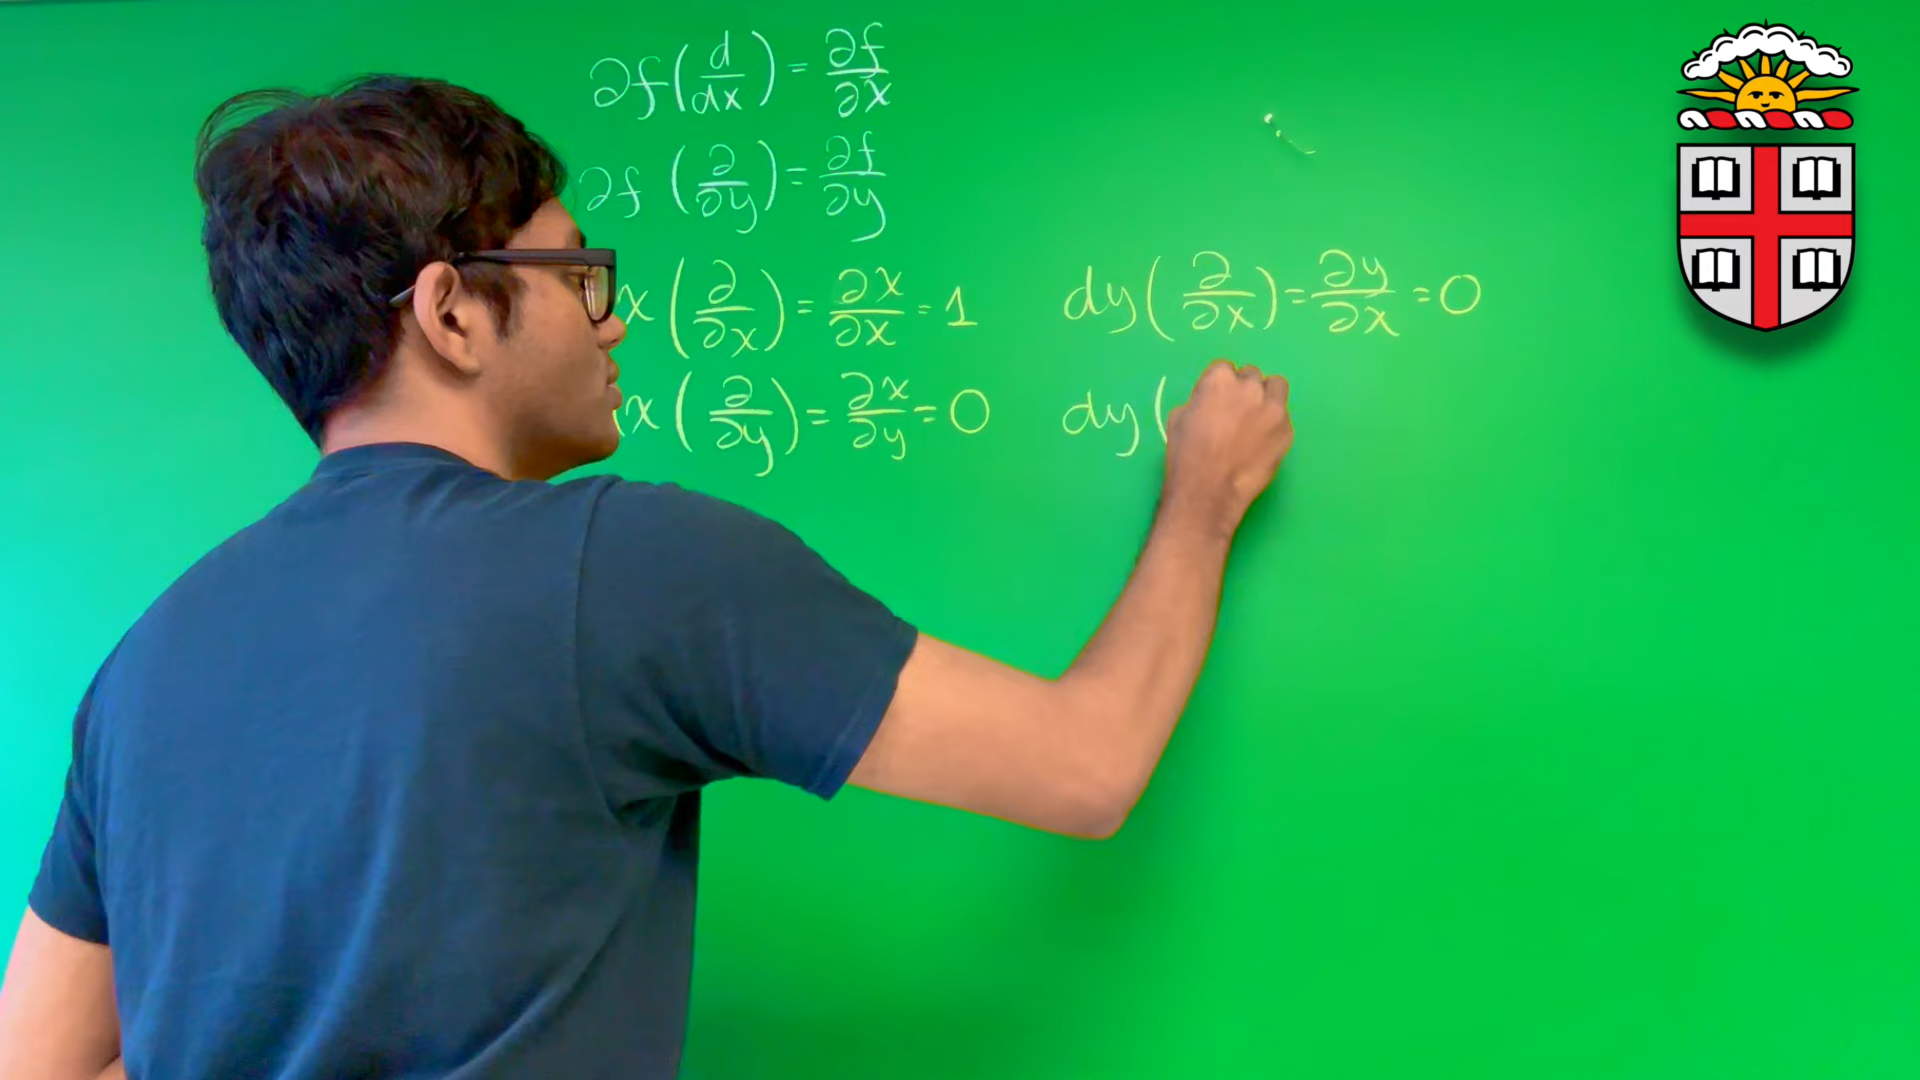 ∂f(d/dx) = ∂f/∂x
∂f (∂/∂y) = ∂f/∂y
x (∂/∂x) = ∂x/∂x = 1
x (∂/∂y) = ∂x/∂y = 0
dy (∂/∂x) = ∂y/∂x = 0
dy (